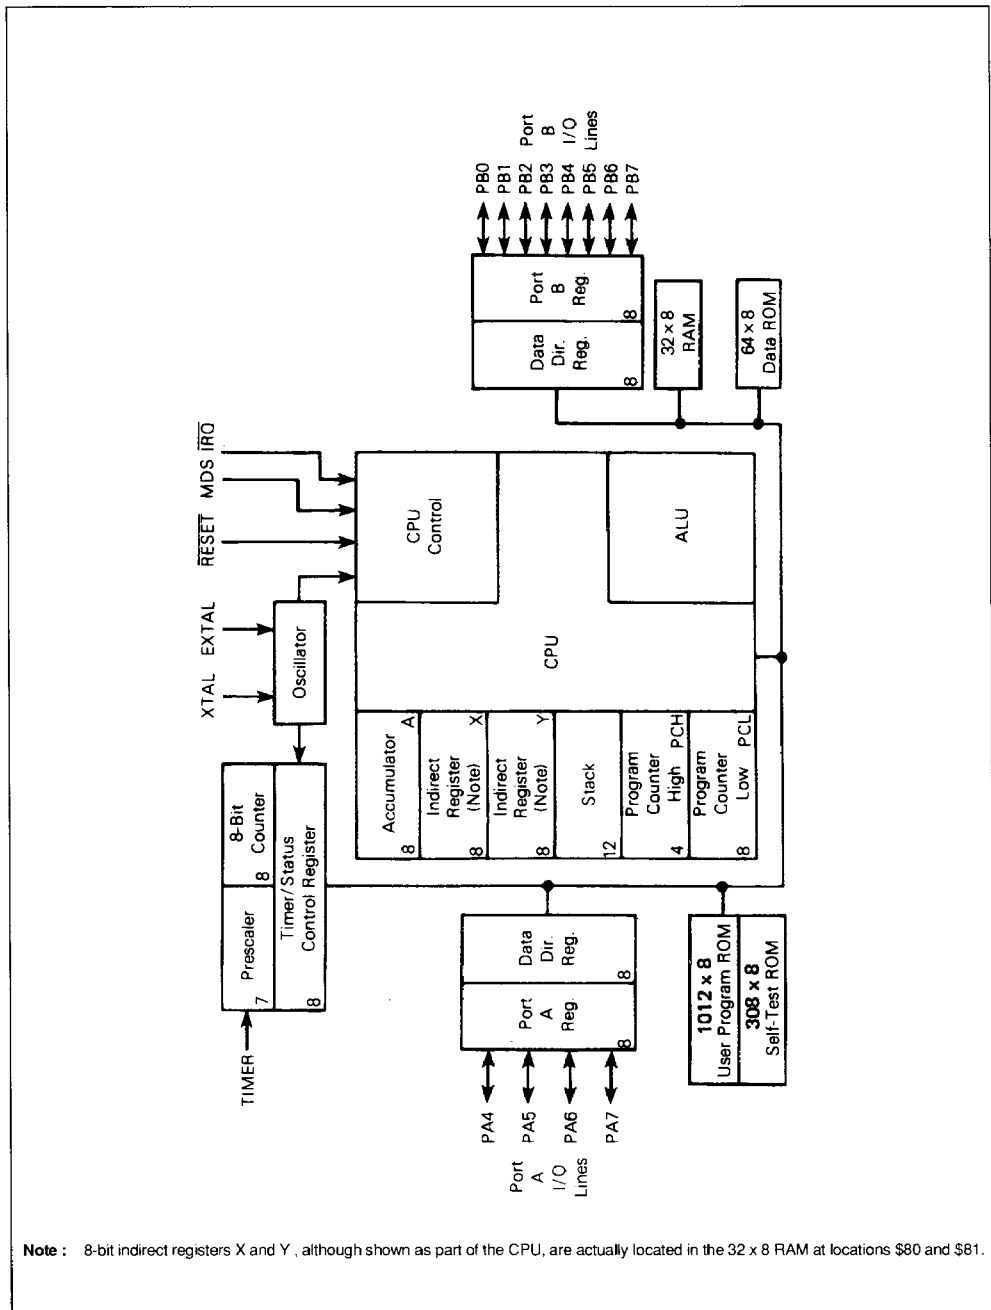 TIMER
7
Prescaler
8
8-Bit
Counter
8
Timer/Status
Control Register
XTAL
EXTAL
RESET
MDS
IRQ
Oscillator
PA4
PA5
PA6
PA7
Port
A
I/O
Lines
Port
A
Reg.
8
Data
Dir.
Reg.
8
1012 x 8
User Program ROM
308 x 8
Self-Test ROM
Accumulator
8
A
Indirect
Register
(Note)
8
X
Indirect
Register
(Note)
8
Y
Stack
12
Program
Counter
High
4
PCH
Program
Counter
Low
8
PCL
CPU
CPU
Control
ALU
Data
Dir.
Reg.
8
Port
B
Reg.
8
PB0
PB1
PB2
PB3
PB4
PB5
PB6
PB7
Port
B
I/O
Lines
32 x 8
RAM
64 x 8
Data ROM
Note : 8-bit indirect registers X and Y , although shown as part of the CPU, are actually located in the 32 x 8 RAM at locations $80 and $81.